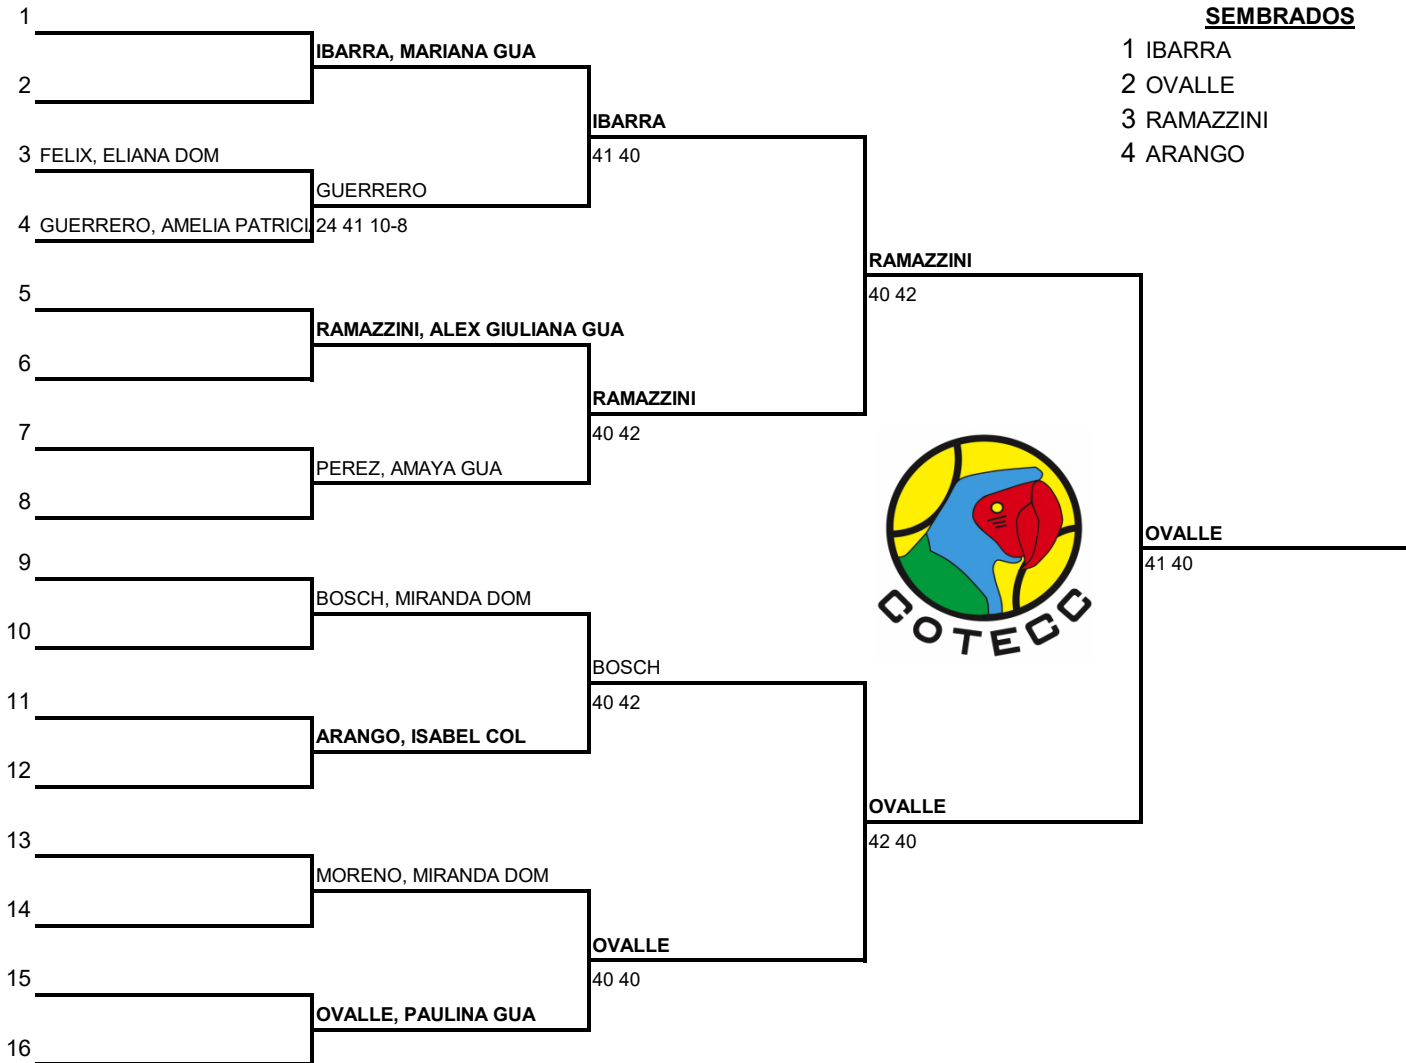 1
SEMBRADOS
IBARRA, MARIANA GUA
1 IBARRA
2
2 OVALLE
IBARRA
3 RAMAZZINI
3 FELIX, ELIANA DOM
41 40
4 ARANGO
GUERRERO
4 GUERRERO, AMELIA PATRICI
24 41 10-8
RAMAZZINI
5
40 42
RAMAZZINI, ALEX GIULIANA GUA
6
RAMAZZINI
7
40 42
PEREZ, AMAYA GUA
8
OVALLE
9
41 40
BOSCH, MIRANDA DOM
10
COTECC
BOSCH
11
40 42
ARANGO, ISABEL COL
12
OVALLE
13
42 40
MORENO, MIRANDA DOM
14
OVALLE
15
40 40
OVALLE, PAULINA GUA
16